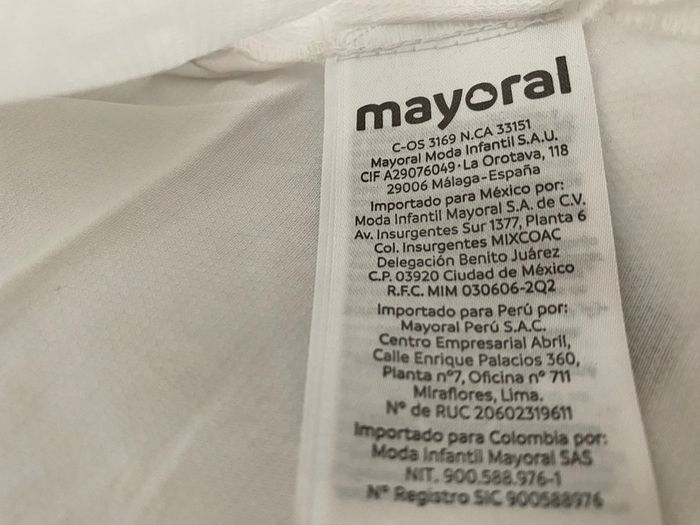 mayoral
C-OS 3169 N.CA 33151
Mayoral Moda Infantil S.A.U.
CIF A29076049·La Orotava, 118
29006 Málaga-España
Importado para México por:
Moda Infantil Mayoral S.A. de C.V.
Av. Insurgentes Sur 1377, Planta 6
Col. Insurgentes MIXCOAC
Delegación Benito Juárez
C.P. 03920 Ciudad de México
R.F.C. MIM 030606-2Q2
Importado para Perú por:
Mayoral Perú S.A.C.
Centro Empresarial Abril,
Calle Enrique Palacios 360,
Planta nº7, Oficina nº 711
Miraflores, Lima.
Nº de RUC 20602319611
Importado para Colombia por:
Moda Infantil Mayoral SAS
NIT. 900.588.976-1
Nº Registro SIC 900588976